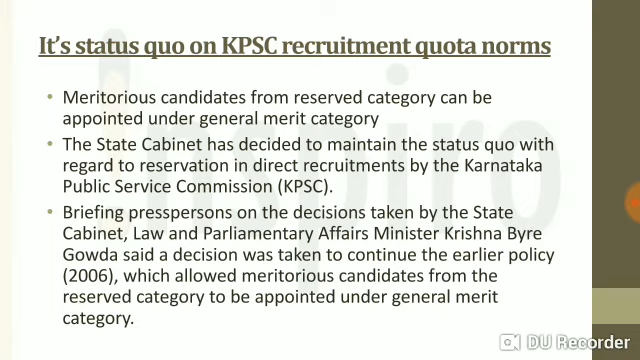 It's status quo on KPSC recruitment quota norms
• Meritorious candidates from reserved category can be
appointed under general merit category
• The State Cabinet has decided to maintain the status quo with
regard to reservation in direct recruitments by the Karnataka
Public Service Commission (KPSC).
• Briefing presspersons on the decisions taken by the State
Cabinet, Law and Parliamentary Affairs Minister Krishna Byre
Gowda said a decision was taken to continue the earlier policy
(2006), which allowed meritorious candidates from the
reserved category to be appointed under general merit
category.
DU Recorder